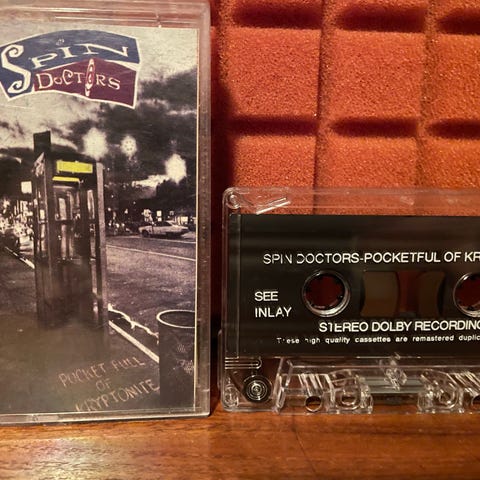 SPIN
DOCTORS
POCKET FULL
OF
KRYPTONITE
SPIN DOCTORS-POCKETFUL OF KR
SEE
INLAY
STEREO DOLBY RECORDING
These high quality cassettes are remastered duplic